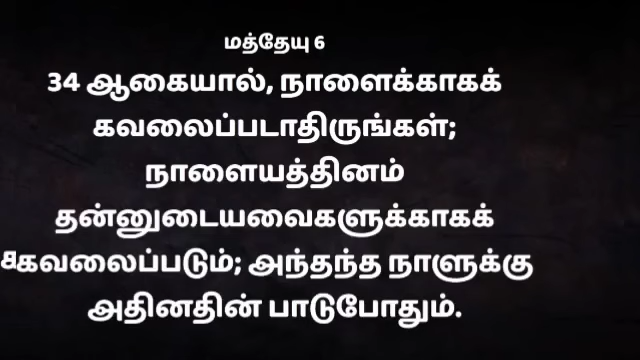 மத்தேயு 6
34 ஆகையால், நாளைக்காகக்
கவலைப்படாதிருங்கள்;
நாளையத்தினம்
தன்னுடையவைகளுக்காகக்
கவலைப்படும்; அந்தந்த நாளுக்கு
அதினதின் பாடுபோதும்.